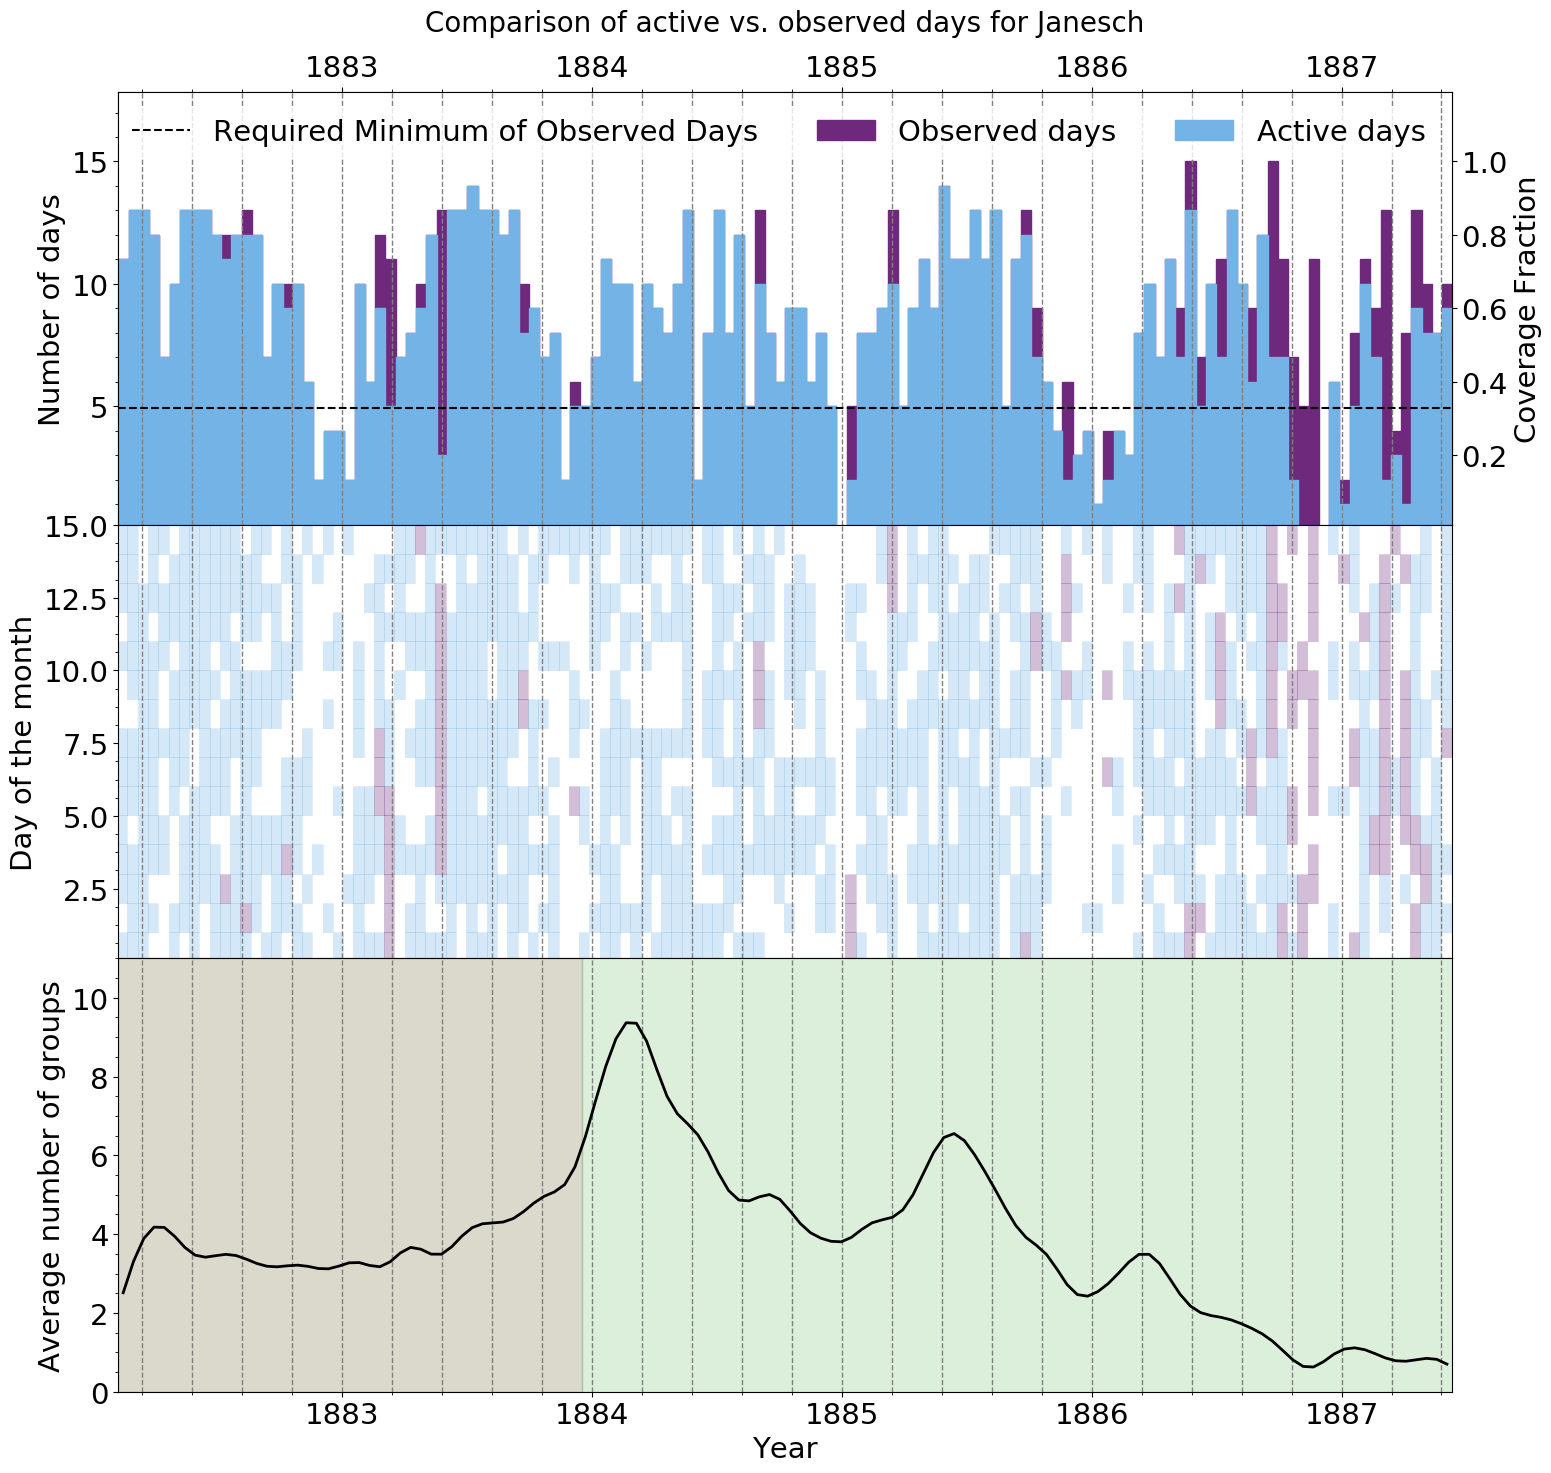 Comparison of active vs. observed days for Janesch
1883 1884 1885 1886 1887
Required Minimum of Observed Days Observed days Active days
Number of days
15
10
5
Coverage Fraction
1.0
0.8
0.6
0.4
0.2
Day of the month
15.0
12.5
10.0
7.5
5.0
2.5
Average number of groups
10
8
6
4
2
0
1883 1884 1885 1886 1887
Year